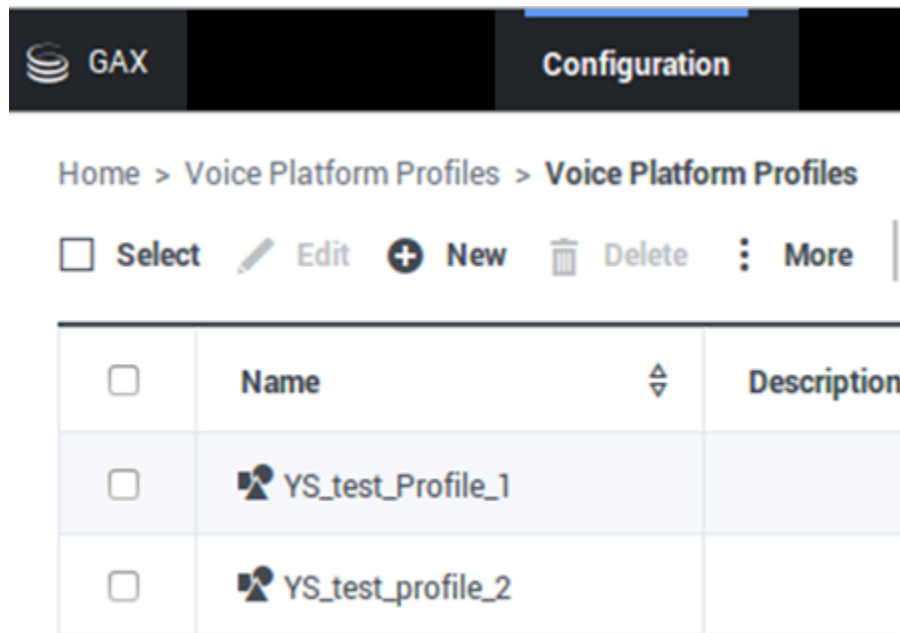 GAX Configuration
Home > Voice Platform Profiles > Voice Platform Profiles
Select Edit New Delete More
Name Description
YS_test_Profile_1
YS_test_profile_2